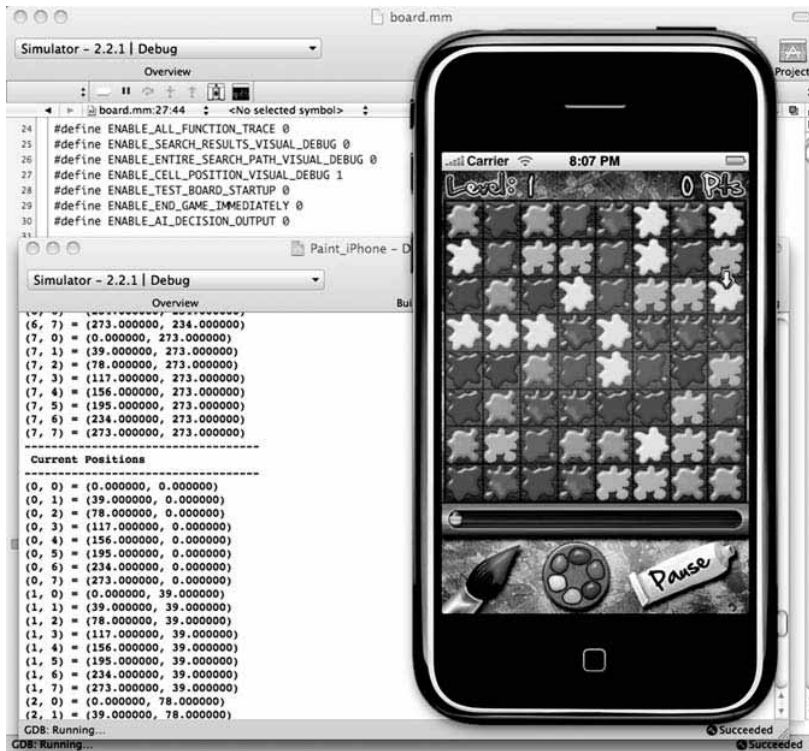 board.mm
Simulator - 2.2.1 | Debug
Overview
Project
board.mm:27:44 <No selected symbol>
24 #define ENABLE_ALL_FUNCTION_TRACE 0
25 #define ENABLE_SEARCH_RESULTS_VISUAL_DEBUG 0
26 #define ENABLE_ENTIRE_SEARCH_PATH_VISUAL_DEBUG 0
27 #define ENABLE_CELL_POSITION_VISUAL_DEBUG 1
28 #define ENABLE_TEST_BOARD_STARTUP 0
29 #define ENABLE_END_GAME_IMMEDIATELY 0
30 #define ENABLE_AI_DECISION_OUTPUT 0
31
Paint_iPhone - D
Simulator - 2.2.1 | Debug
Overview
Bui
(6, 7) = (273.000000, 234.000000)
(7, 0) = (0.000000, 273.000000)
(7, 1) = (39.000000, 273.000000)
(7, 2) = (78.000000, 273.000000)
(7, 3) = (117.000000, 273.000000)
(7, 4) = (156.000000, 273.000000)
(7, 5) = (195.000000, 273.000000)
(7, 6) = (234.000000, 273.000000)
(7, 7) = (273.000000, 273.000000)
------------------------------------
Current Positions
------------------------------------
(0, 0) = (0.000000, 0.000000)
(0, 1) = (39.000000, 0.000000)
(0, 2) = (78.000000, 0.000000)
(0, 3) = (117.000000, 0.000000)
(0, 4) = (156.000000, 0.000000)
(0, 5) = (195.000000, 0.000000)
(0, 6) = (234.000000, 0.000000)
(0, 7) = (273.000000, 0.000000)
(1, 0) = (0.000000, 39.000000)
(1, 1) = (39.000000, 39.000000)
(1, 2) = (78.000000, 39.000000)
(1, 3) = (117.000000, 39.000000)
(1, 4) = (156.000000, 39.000000)
(1, 5) = (195.000000, 39.000000)
(1, 6) = (234.000000, 39.000000)
(1, 7) = (273.000000, 39.000000)
(2, 0) = (0.000000, 78.000000)
(2, 1) = (39.000000, 78.000000)
GDB: Running...
Succeeded
GDB: Running...
Succeeded
Carrier 8:07 PM
Level: 1 0 Pts
Pause